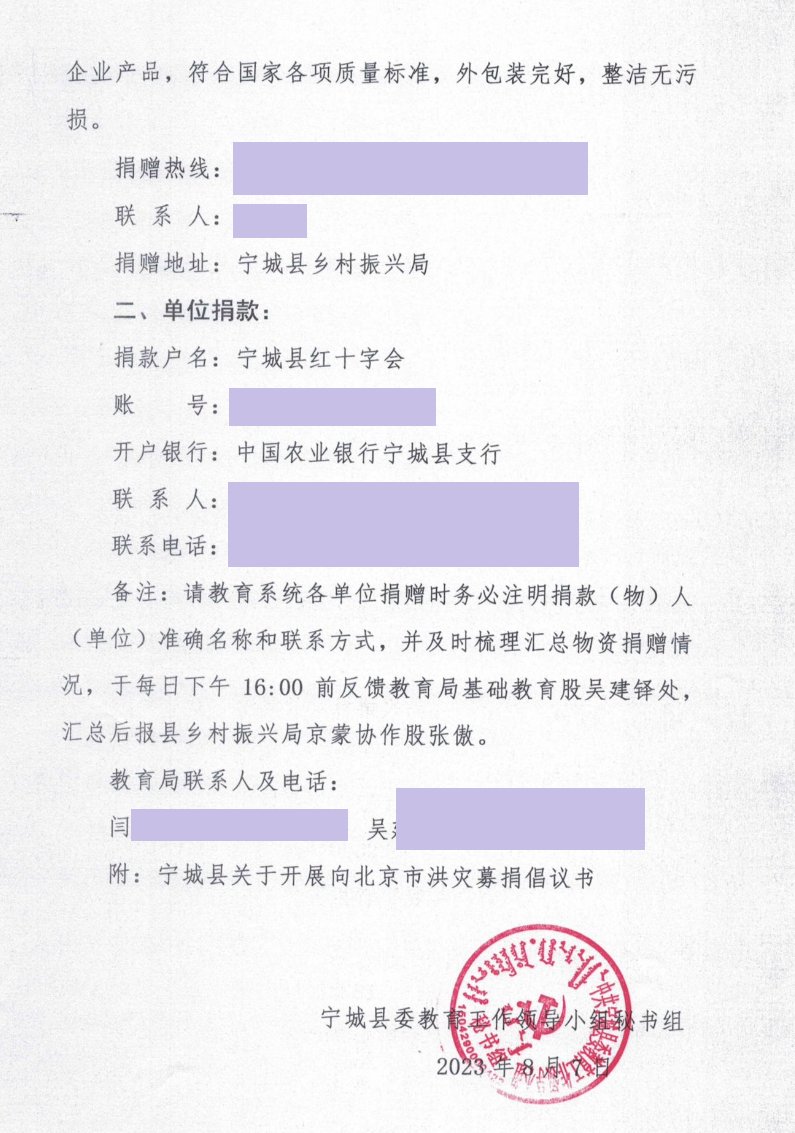 企业产品，符合国家各项质量标准，外包装完好，整洁无污
损。
捐赠热线：
联 系 人：
捐赠地址：宁城县乡村振兴局
二、单位捐款：
捐款户名：宁城县红十字会
账 号：
开户银行：中国农业银行宁城县支行
联 系 人：
联系电话：
备注：请教育系统各单位捐赠时务必注明捐款（物）人
（单位）准确名称和联系方式，并及时梳理汇总物资捐赠情
况，于每日下午 16:00 前反馈教育局基础教育股吴建铎处，
汇总后报县乡村振兴局京蒙协作股张傲。
教育局联系人及电话：
闫 吴
附：宁城县关于开展向北京市洪灾募捐倡议书
宁城县委教育工作领导小组秘书组
2023 年 8 月 7 日